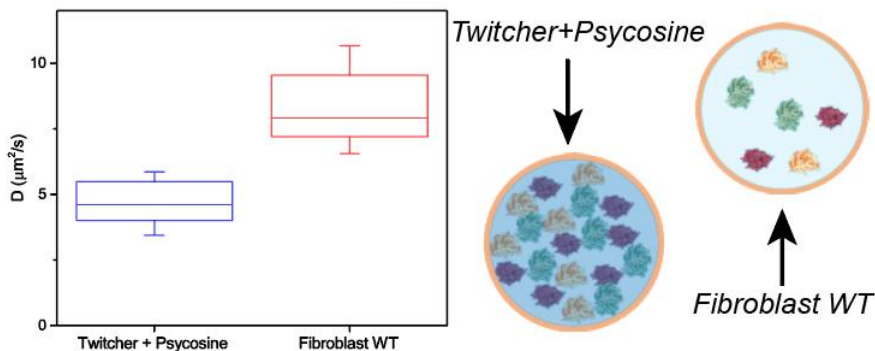 10
5
0
D (µm²/s)
Twitcher + Psycosine
Fibroblast WT
Twitcher+Psycosine
Fibroblast WT